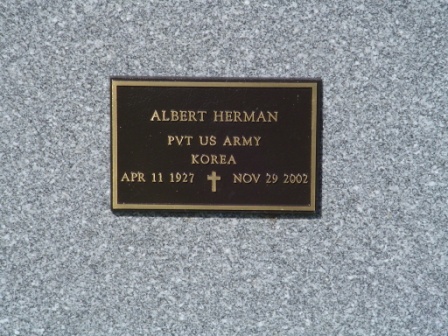 ALBERT HERMAN
PVT US ARMY
KOREA
APR 11 1927 NOV 29 2002